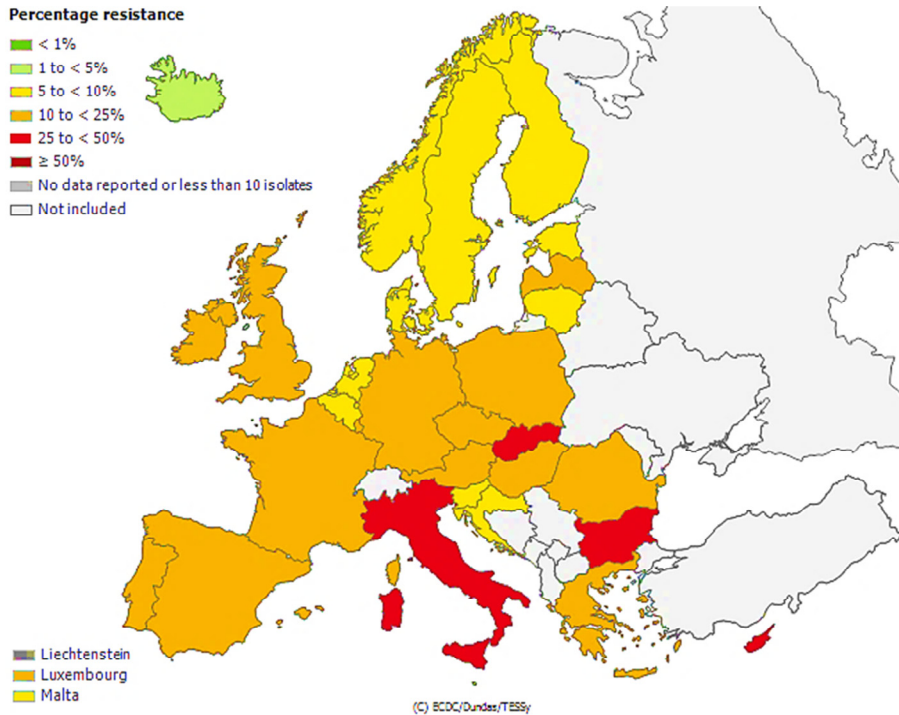 Percentage resistance
< 1%
1 to < 5%
5 to < 10%
10 to < 25%
25 to < 50%
≥ 50%
No data reported or less than 10 isolates
Not included
Liechtenstein
Luxembourg
Malta
(C) ECDC/Dundas/TESSy